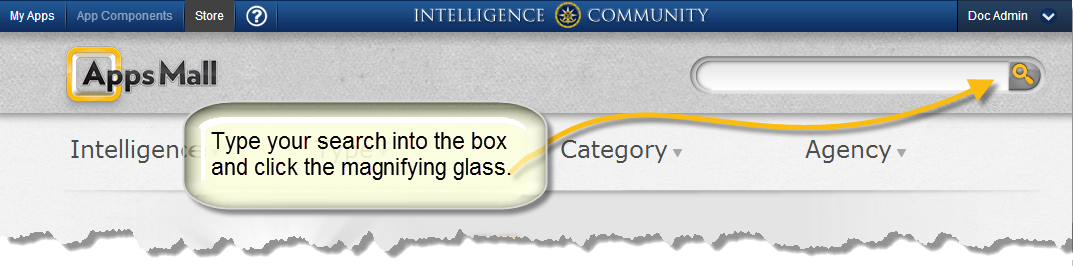 My Apps App Components Store ? INTELLIGENCE COMMUNITY Doc Admin
Apps Mall
Type your search into the box
and click the magnifying glass.
Intelligence Type Category Agency